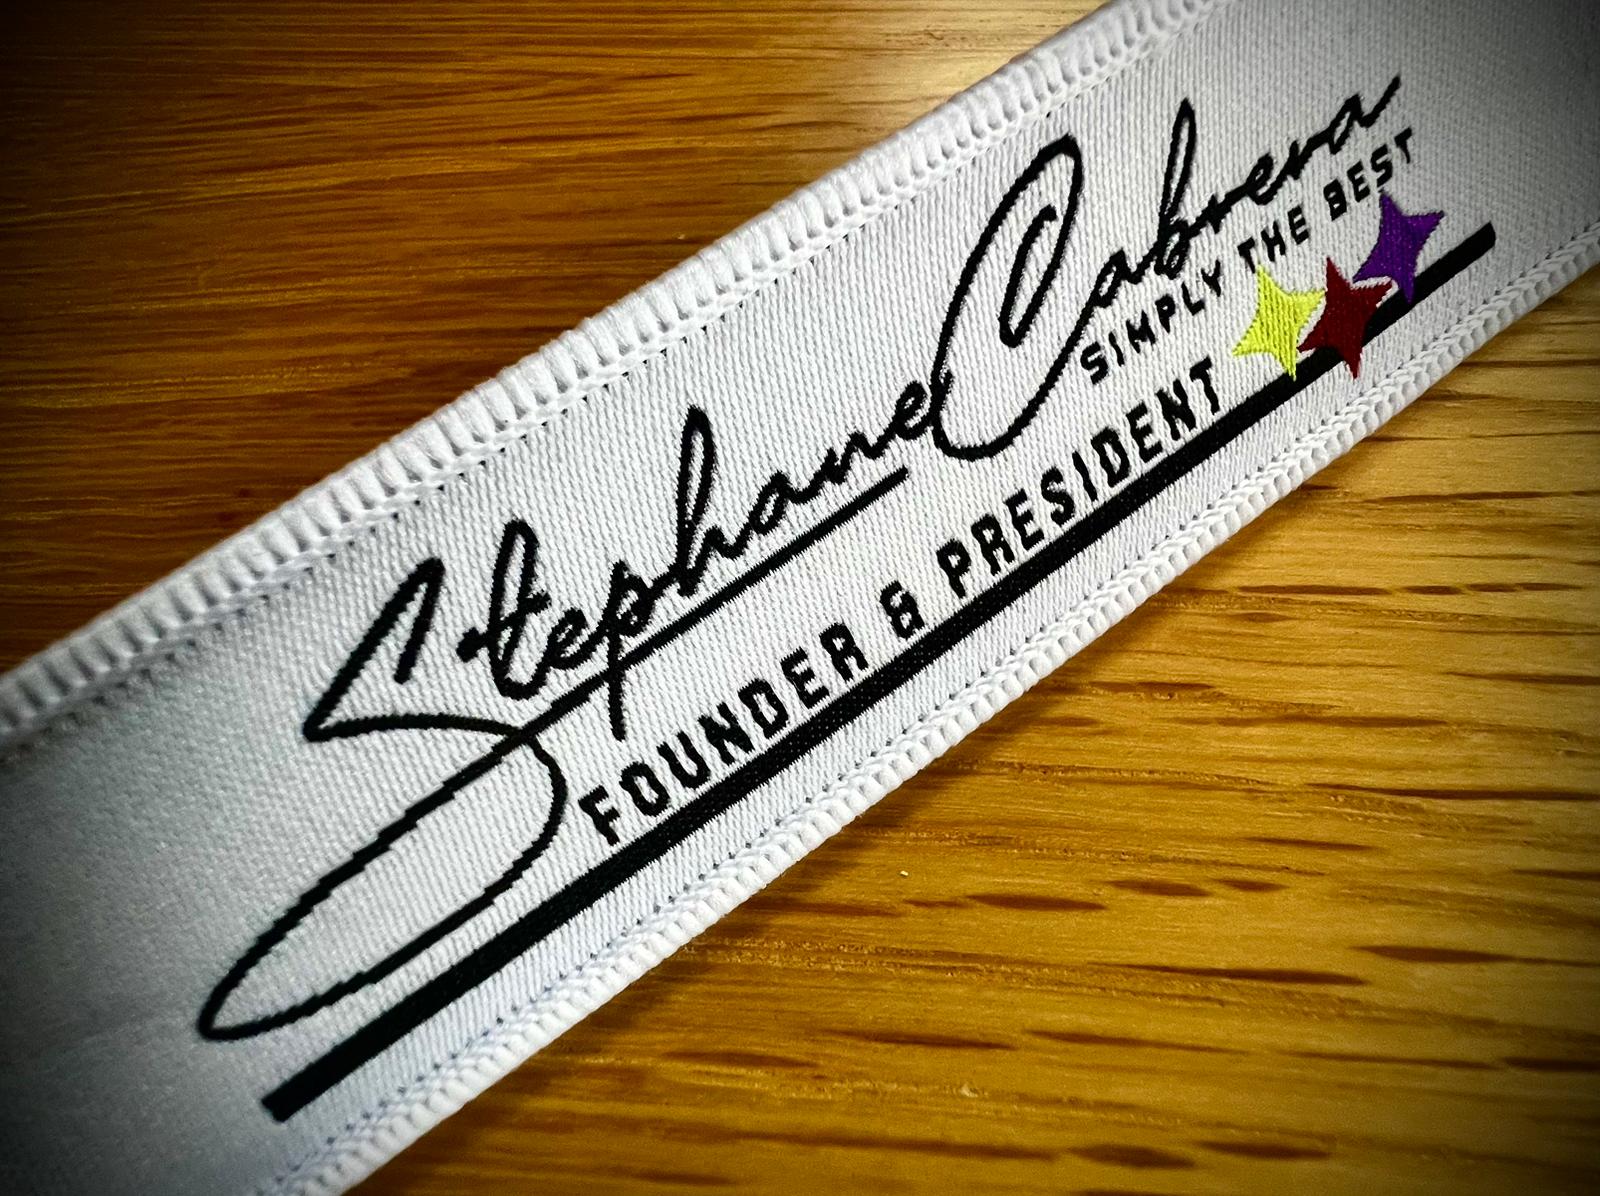 Stephane Cabrera
SIMPLY THE BEST
FOUNDER & PRESIDENT